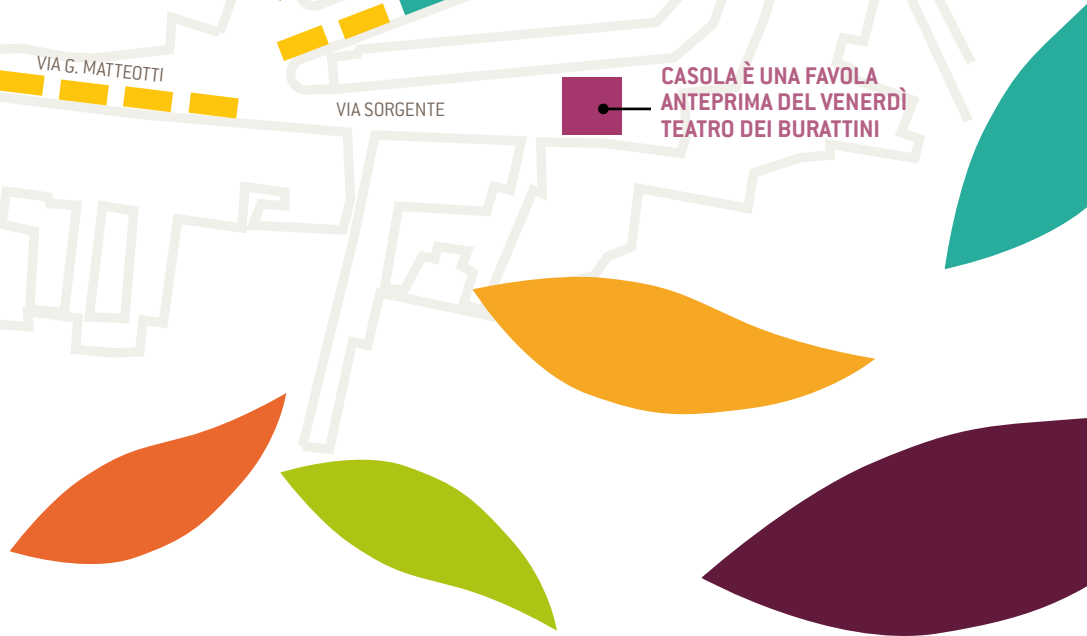 VIA G. MATTEOTTI
VIA SORGENTE
CASOLA È UNA FAVOLA
ANTEPRIMA DEL VENERDÌ
TEATRO DEI BURATTINI